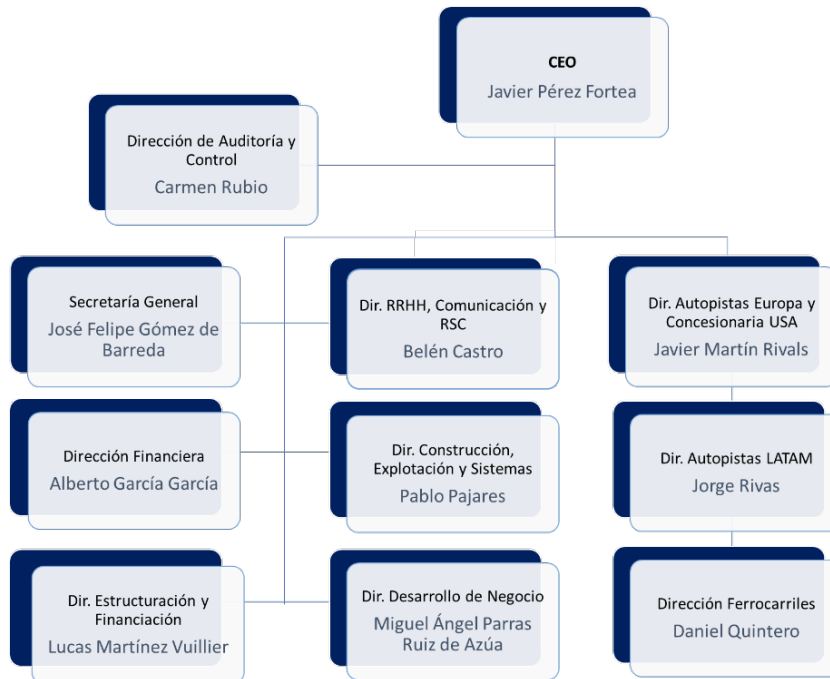 CEO
Javier Pérez Fortea
Dirección de Auditoría y
Control
Carmen Rubio
Secretaría General
José Felipe Gómez de
Barreda
Dir. RRHH, Comunicación y
RSC
Belén Castro
Dir. Autopistas Europa y
Concesionaria USA
Javier Martín Rivals
Dirección Financiera
Alberto García García
Dir. Construcción,
Explotación y Sistemas
Pablo Pajares
Dir. Autopistas LATAM
Jorge Rivas
Dir. Estructuración y
Financiación
Lucas Martínez Vuillier
Dir. Desarrollo de Negocio
Miguel Ángel Parras
Ruiz de Azúa
Dirección Ferrocarriles
Daniel Quintero